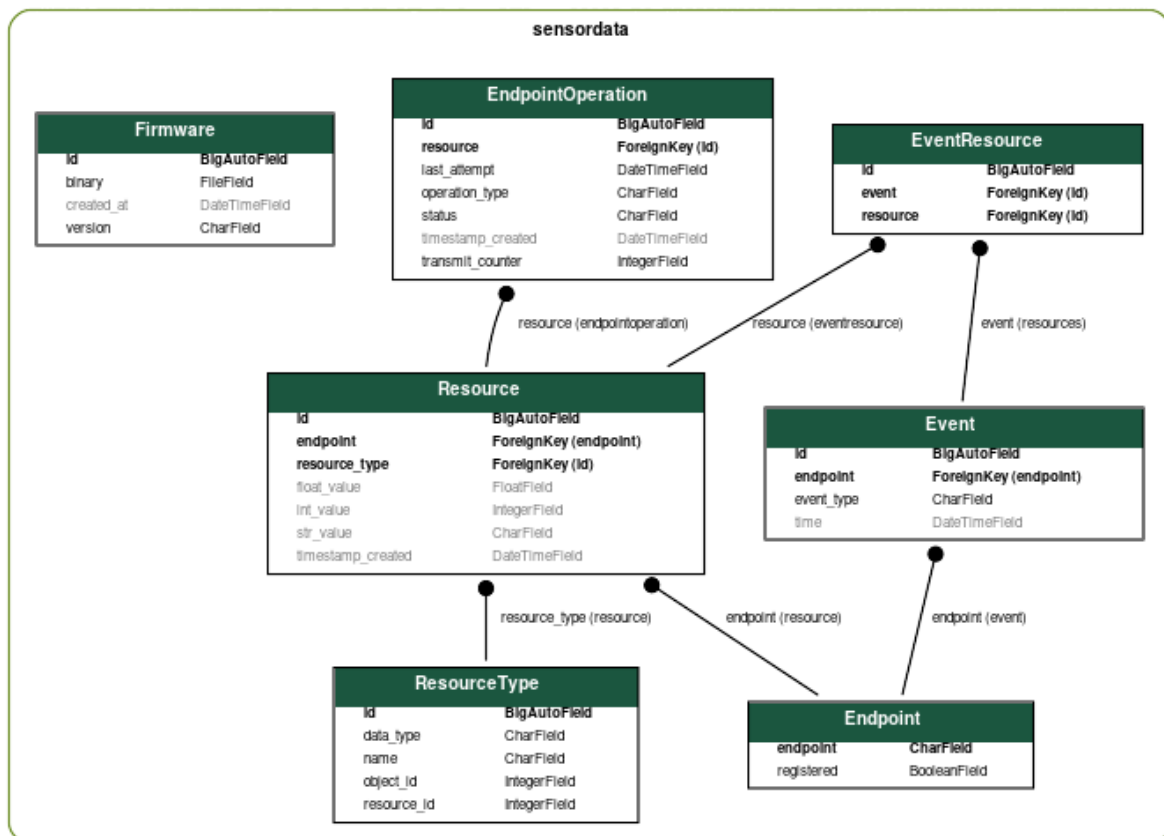 sensordata
Firmware
id BigAutoField
binary FileField
created_at DateTimeField
version CharField
EndpointOperation
id BigAutoField
resource ForeignKey (id)
last_attempt DateTimeField
operation_type CharField
status CharField
timestamp_created DateTimeField
transmit_counter IntegerField
EventResource
id BigAutoField
event ForeignKey (id)
resource ForeignKey (id)
resource (endpointoperation)
resource (eventresource)
event (resources)
Resource
id BigAutoField
endpoint ForeignKey (endpoint)
resource_type ForeignKey (id)
float_value FloatField
int_value IntegerField
str_value CharField
timestamp_created DateTimeField
Event
id BigAutoField
endpoint ForeignKey (endpoint)
event_type CharField
time DateTimeField
resource_type (resource)
endpoint (resource)
endpoint (event)
ResourceType
id BigAutoField
data_type CharField
name CharField
object_id IntegerField
resource_id IntegerField
Endpoint
endpoint CharField
registered BooleanField